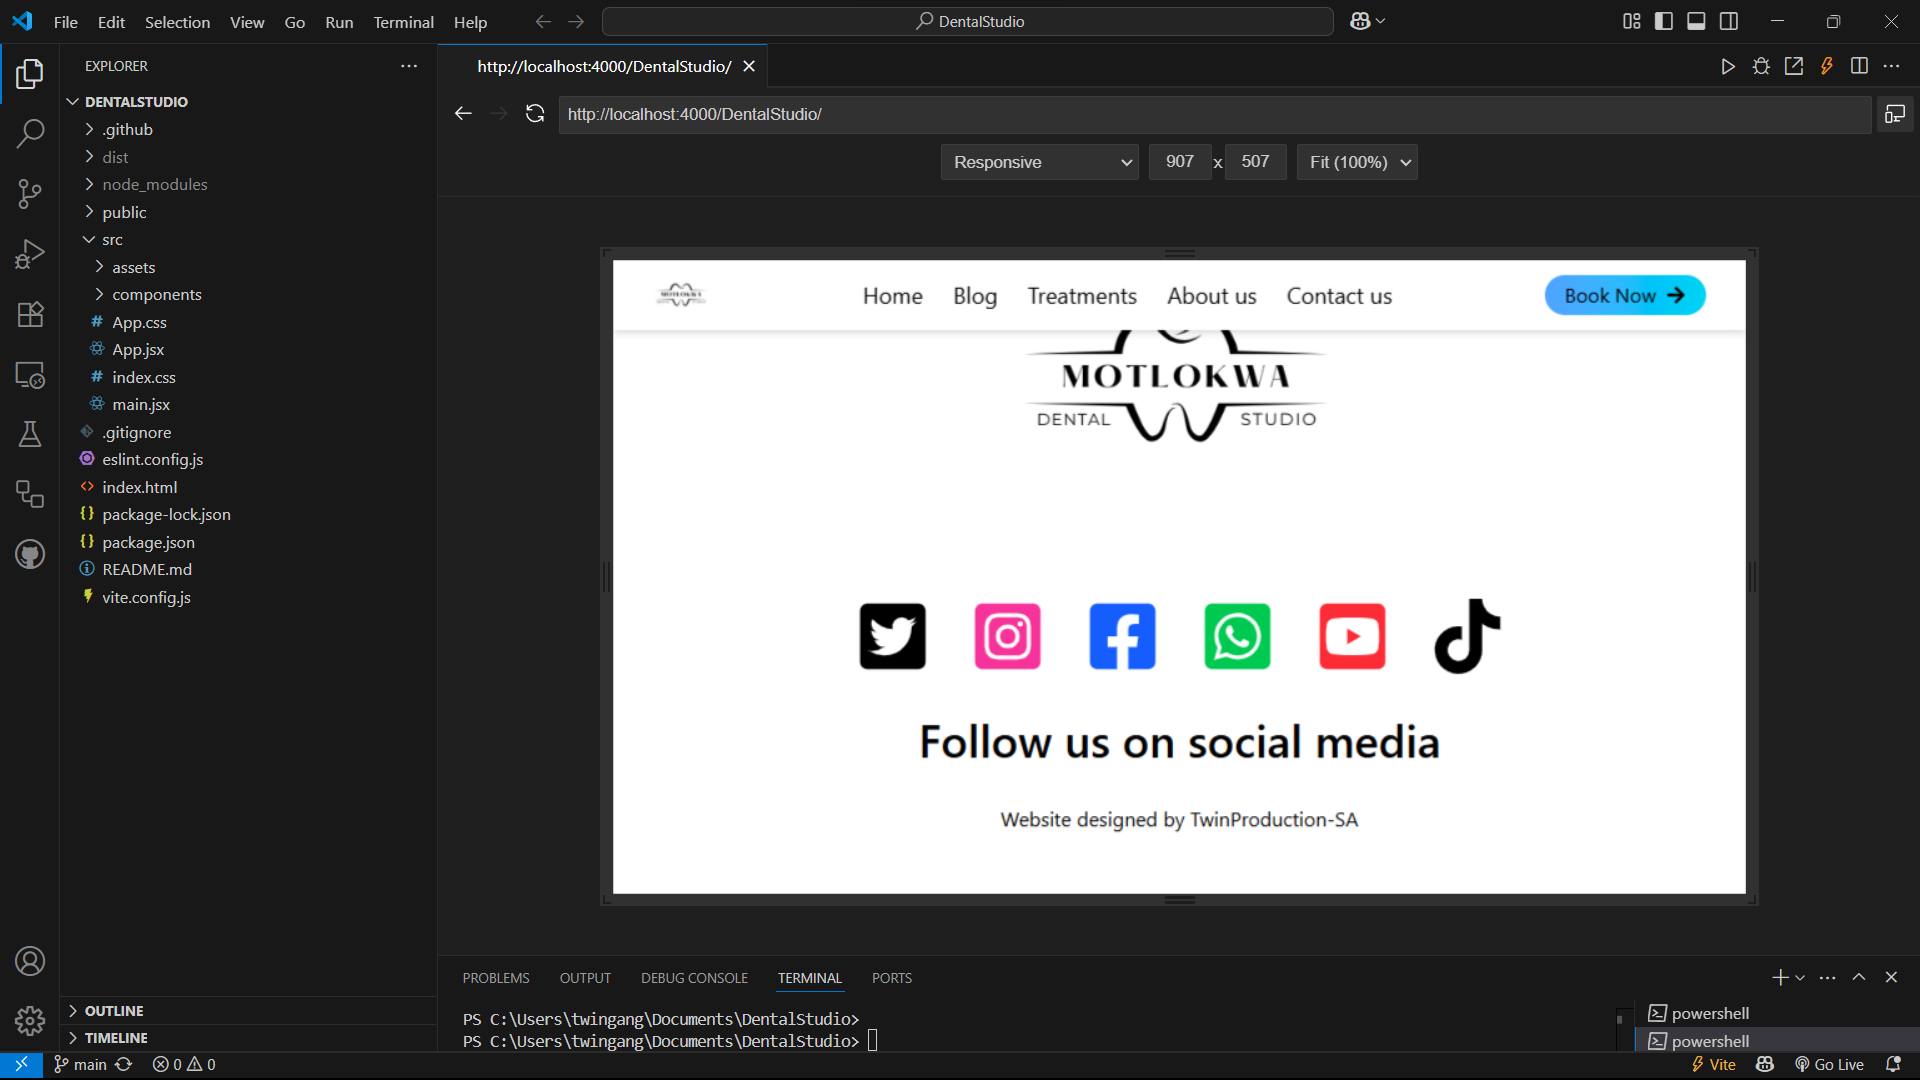 File Edit Selection View Go Run Terminal Help
DentalStudio
EXPLORER
http://localhost:4000/DentalStudio/
DENTALSTUDIO
.github
dist
node_modules
public
src
assets
components
App.css
App.jsx
index.css
main.jsx
.gitignore
eslint.config.js
index.html
package-lock.json
package.json
README.md
vite.config.js
OUTLINE
TIMELINE
http://localhost:4000/DentalStudio/
Responsive 907 x 507 Fit (100%)
MOTLOKWA Home Blog Treatments About us Contact us Book Now
MOTLOKWA
DENTAL STUDIO
Follow us on social media
Website designed by TwinProduction-SA
PROBLEMS OUTPUT DEBUG CONSOLE TERMINAL PORTS
PS C:\Users\twingang\Documents\DentalStudio>
PS C:\Users\twingang\Documents\DentalStudio>
powershell
powershell
main 0 0 Vite Go Live